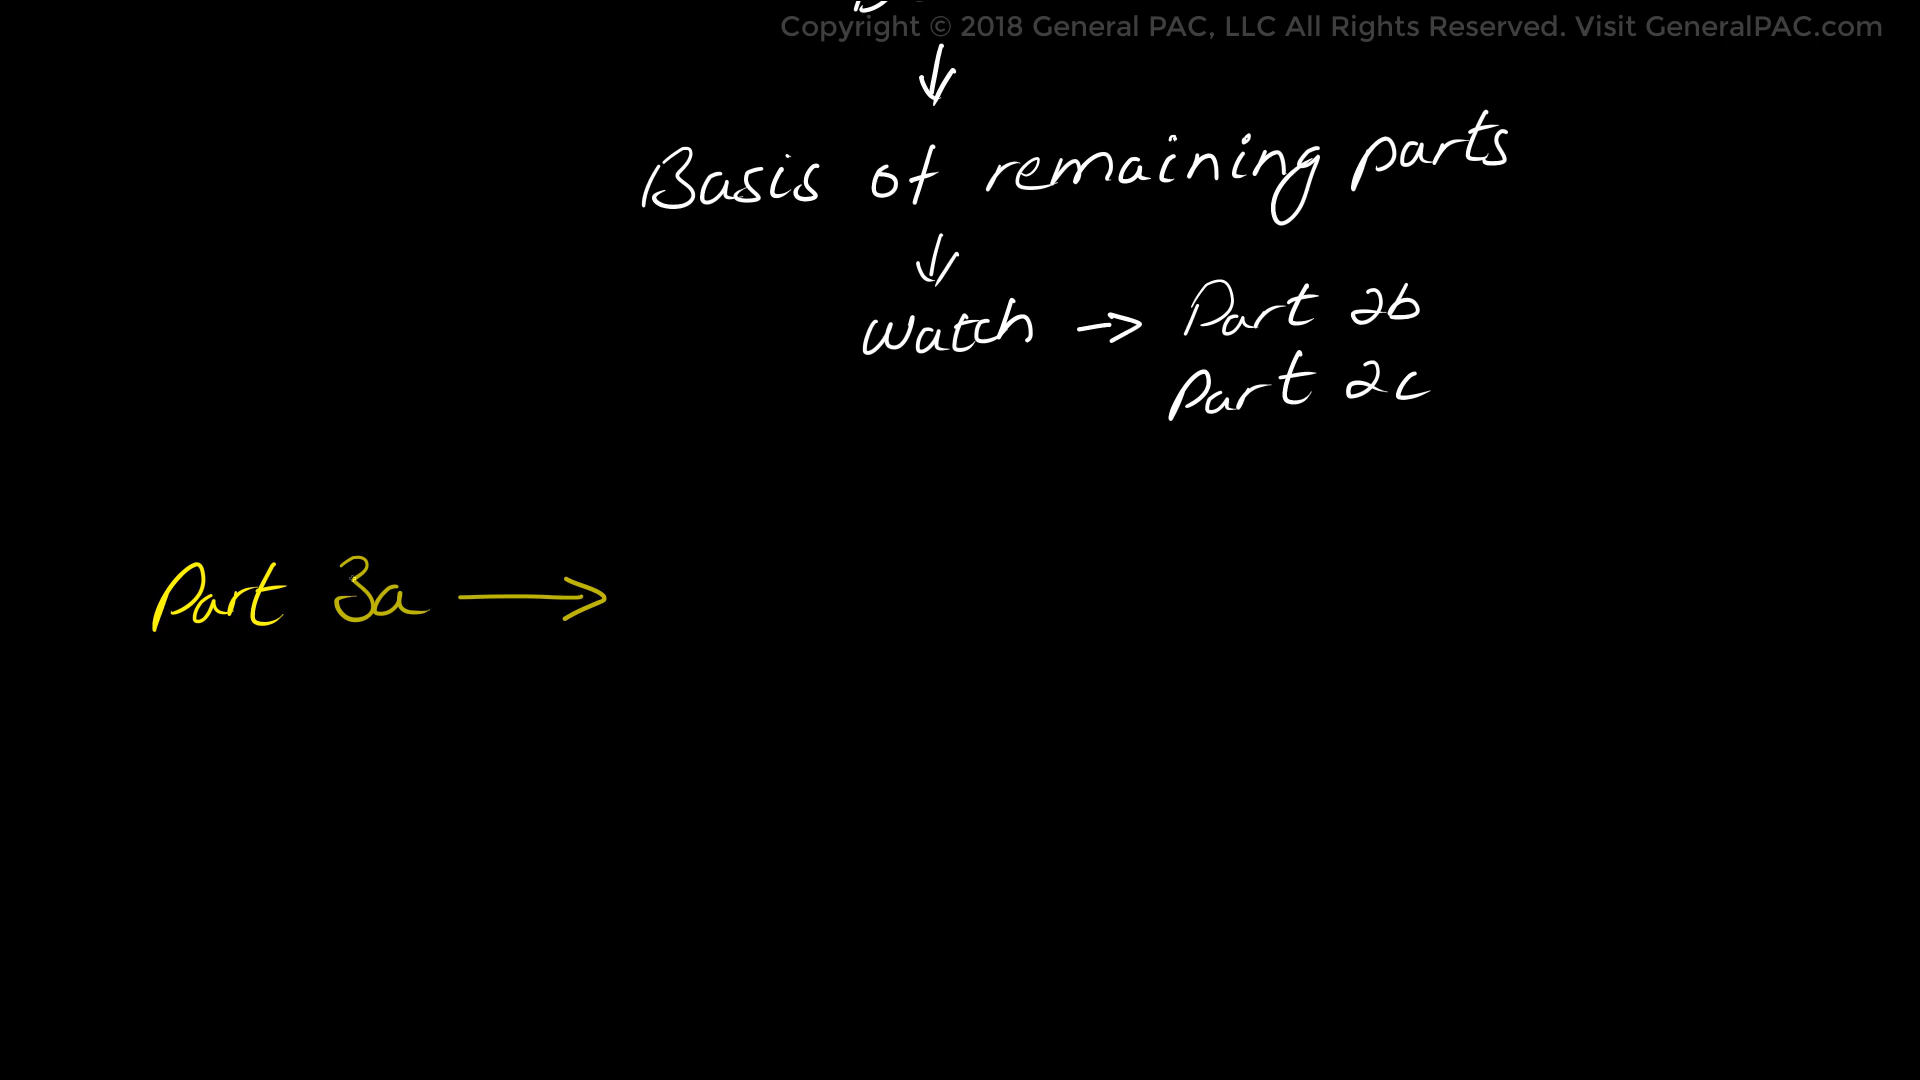 Copyright © 2018 General PAC, LLC All Rights Reserved. Visit GeneralPAC.com
↓
Basis of remaining parts
↓
Watch → Part 2b
Part 2c
Part 3a →